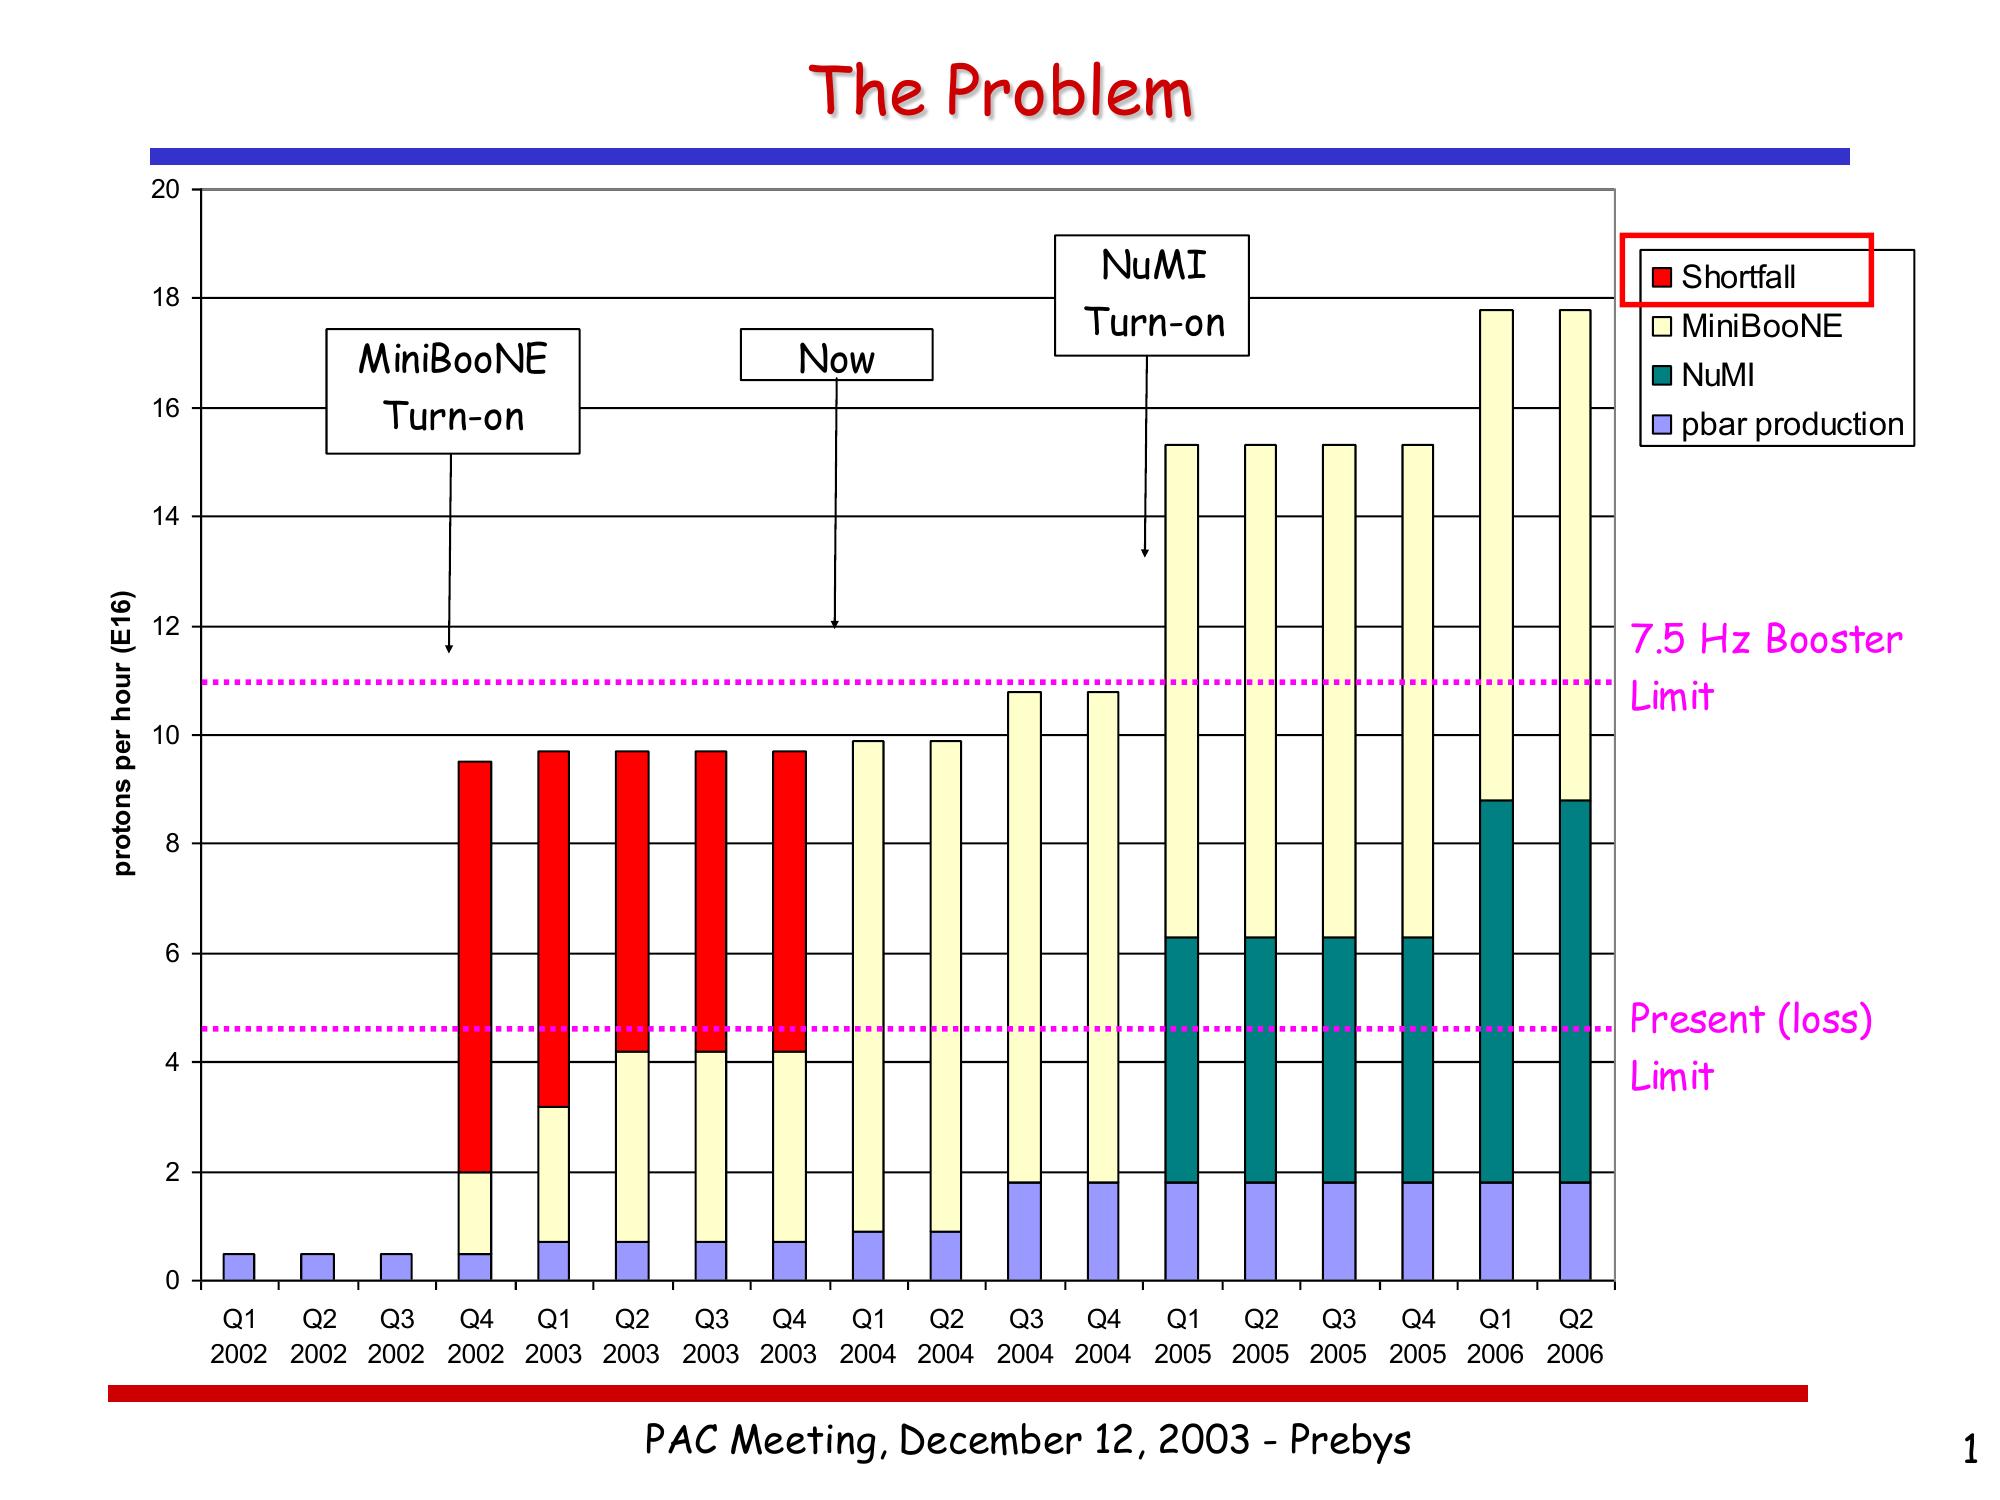 The Problem
20
18
16
14
12
10
8
6
4
2
0
protons per hour (E16)
MiniBooNE
Turn-on
Now
NuMI
Turn-on
Shortfall
MiniBooNE
NuMI
pbar production
7.5 Hz Booster
Limit
Present (loss)
Limit
Q1 Q2 Q3 Q4 Q1 Q2 Q3 Q4 Q1 Q2 Q3 Q4 Q1 Q2 Q3 Q4 Q1 Q2
2002 2002 2002 2002 2003 2003 2003 2003 2004 2004 2004 2004 2005 2005 2005 2005 2006 2006
PAC Meeting, December 12, 2003 - Prebys
1